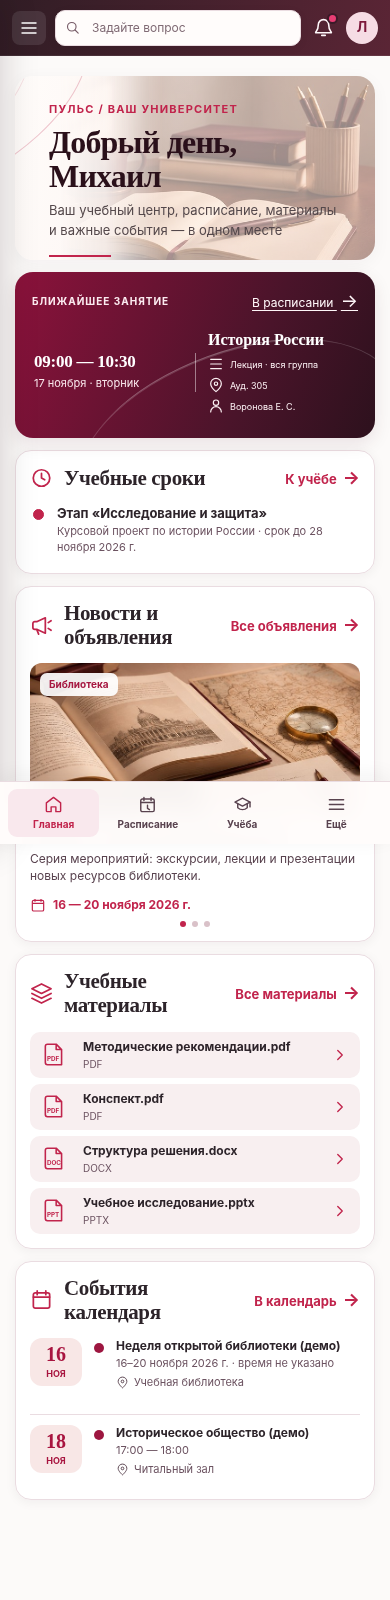 Задайте вопрос
Л
ПУЛЬС / ВАШ УНИВЕРСИТЕТ
Добрый день,
Михаил
Ваш учебный центр, расписание, материалы
и важные события — в одном месте
БЛИЖАЙШЕЕ ЗАНЯТИЕ
В расписании
09:00 — 10:30
17 ноября · вторник
История России
Лекция · вся группа
Ауд. 305
Воронова Е. С.
Учебные сроки
К учёбе
Этап «Исследование и защита»
Курсовой проект по истории России · срок до 28
ноября 2026 г.
Новости и
объявления
Все объявления
Библиотека
Главная
Расписание
Учёба
Ещё
Серия мероприятий: экскурсии, лекции и презентации
новых ресурсов библиотеки.
16 — 20 ноября 2026 г.
Учебные
материалы
Все материалы
PDF
Методические рекомендации.pdf
PDF
PDF
Конспект.pdf
PDF
DOC
Структура решения.docx
DOCX
PPT
Учебное исследование.pptx
PPTX
События
календаря
В календарь
16
НОЯ
Неделя открытой библиотеки (демо)
16–20 ноября 2026 г. · время не указано
Учебная библиотека
18
НОЯ
Историческое общество (демо)
17:00 — 18:00
Читальный зал